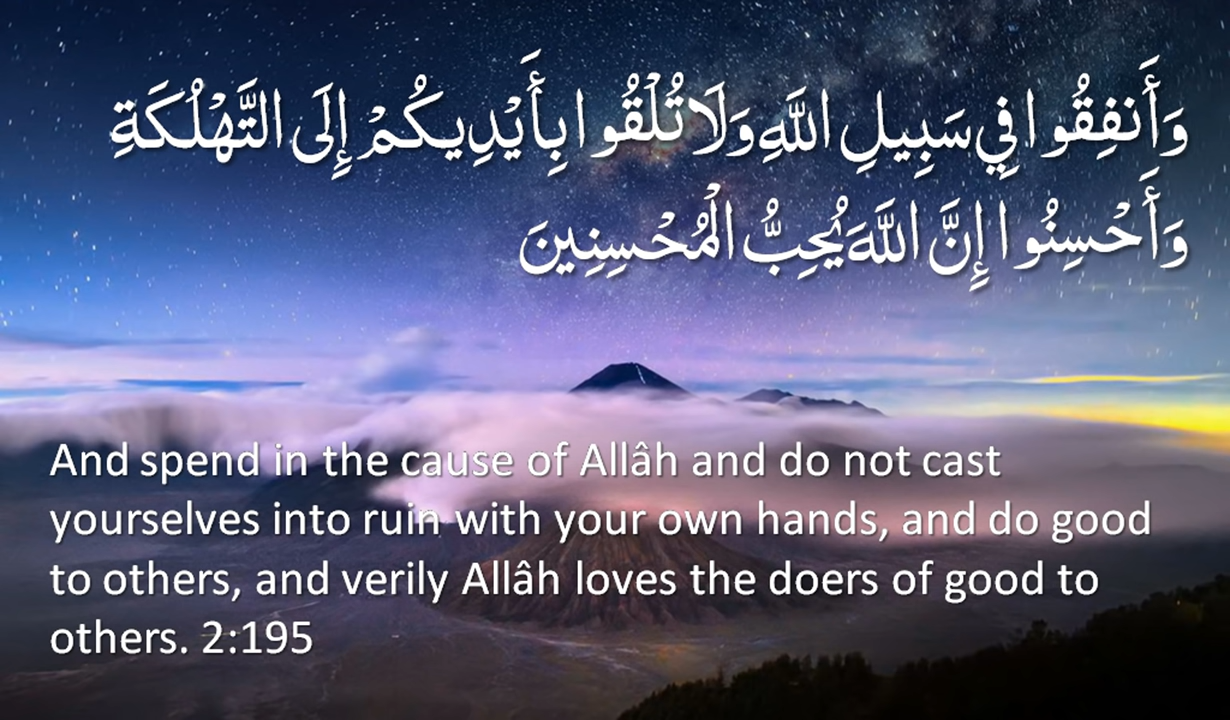 وَأَنفِقُوا فِي سَبِيلِ اللَّهِ وَلَا تُلْقُوا بِأَيْدِيكُمْ إِلَى التَّهْلُكَةِ
وَأَحْسِنُوا إِنَّ اللَّهَ يُحِبُّ الْمُحْسِنِينَ
And spend in the cause of Allâh and do not cast
yourselves into ruin with your own hands, and do good
to others, and verily Allâh loves the doers of good to
others. 2:195